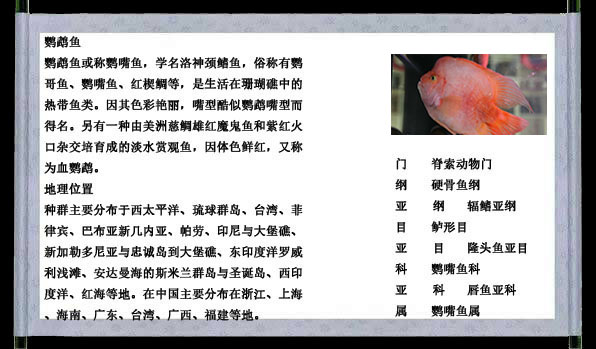 鹦鹉鱼
鹦鹉鱼或称鹦嘴鱼，学名洛神颈鳍鱼，俗称有鹦
哥鱼、鹦嘴鱼、红楔鲷等，是生活在珊瑚礁中的
热带鱼类。因其色彩艳丽，嘴型酷似鹦鹉嘴型而
得名。另有一种由美洲慈鲷雄红魔鬼鱼和紫红火
口杂交培育成的淡水赏观鱼，因体色鲜红，又称
为血鹦鹉。
地理位置
种群主要分布于西太平洋、琉球群岛、台湾、菲
律宾、巴布亚新几内亚、帕劳、印尼与大堡礁、
新加勒多尼亚与忠诚岛到大堡礁、东印度洋罗威
利浅滩、安达曼海的斯米兰群岛与圣诞岛、西印
度洋、红海等地。在中国主要分布在浙江、上海
、海南、广东、台湾、广西、福建等地。
门 脊索动物门
纲 硬骨鱼纲
亚 纲 辐鳍亚纲
目 鲈形目
亚 目 隆头鱼亚目
科 鹦嘴鱼科
亚 科 唇鱼亚科
属 鹦嘴鱼属